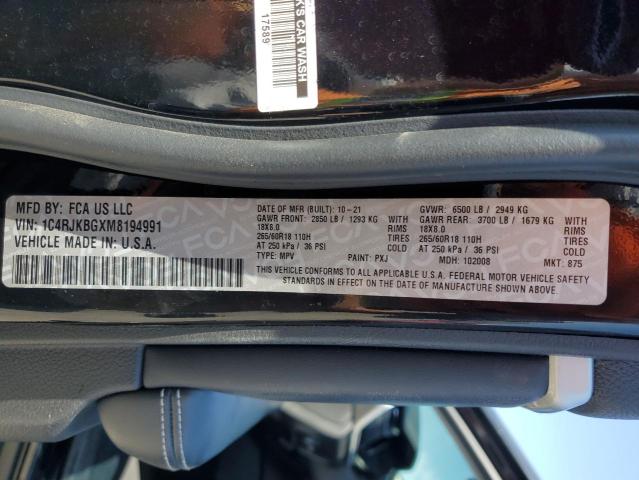 K'S CAR WASH
17589
MFD BY: FCA US LLC
VIN: 1C4RJKBGXM8194991
VEHICLE MADE IN: U.S.A.
DATE OF MFR (BUILT): 10-21
GAWR FRONT: 2850 LB / 1293 KG
18X8.0 RIMS
265/60R18 110H TIRES
AT 250 kPa / 36 PSI COLD
TYPE: MPV PAINT: PXJ
GVWR: 6500 LB / 2949 KG
GAWR REAR: 3700 LB / 1679 KG
18X8.0 RIMS
265/60R18 110H TIRES
AT 250 kPa / 36 PSI COLD
MDH: 102008 MKT: 875
THIS VEHICLE CONFORMS TO ALL APPLICABLE U.S.A. FEDERAL MOTOR VEHICLE SAFETY
STANDARDS IN EFFECT ON THE DATE OF MANUFACTURE SHOWN ABOVE.